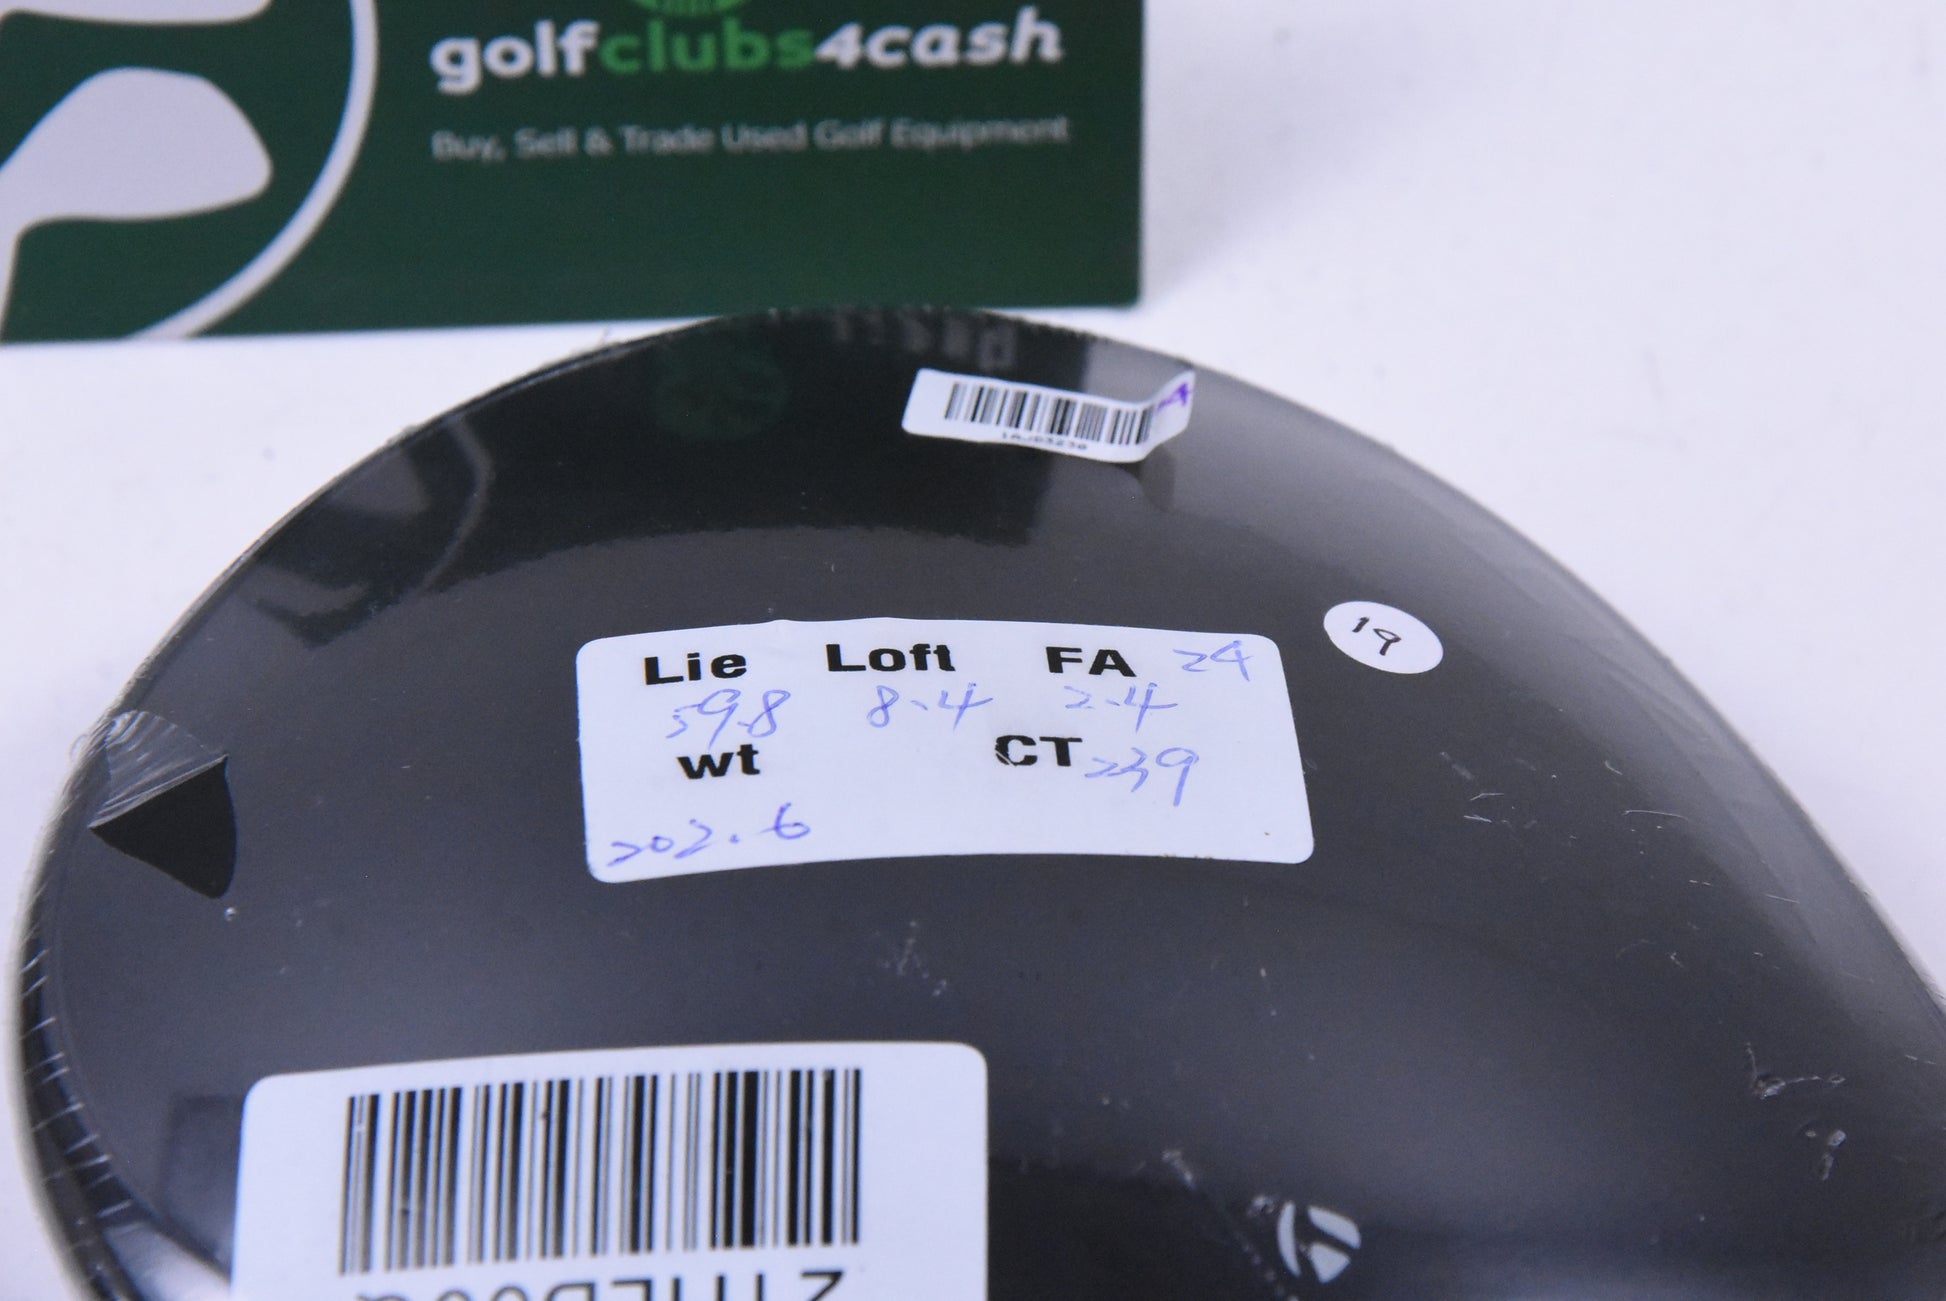 golfclubs4cash
Buy, Sell & Trade Used Golf Equipment
19
Lie Loft FA 24
59.8 8.4 2.4
wt CT 239
202.6